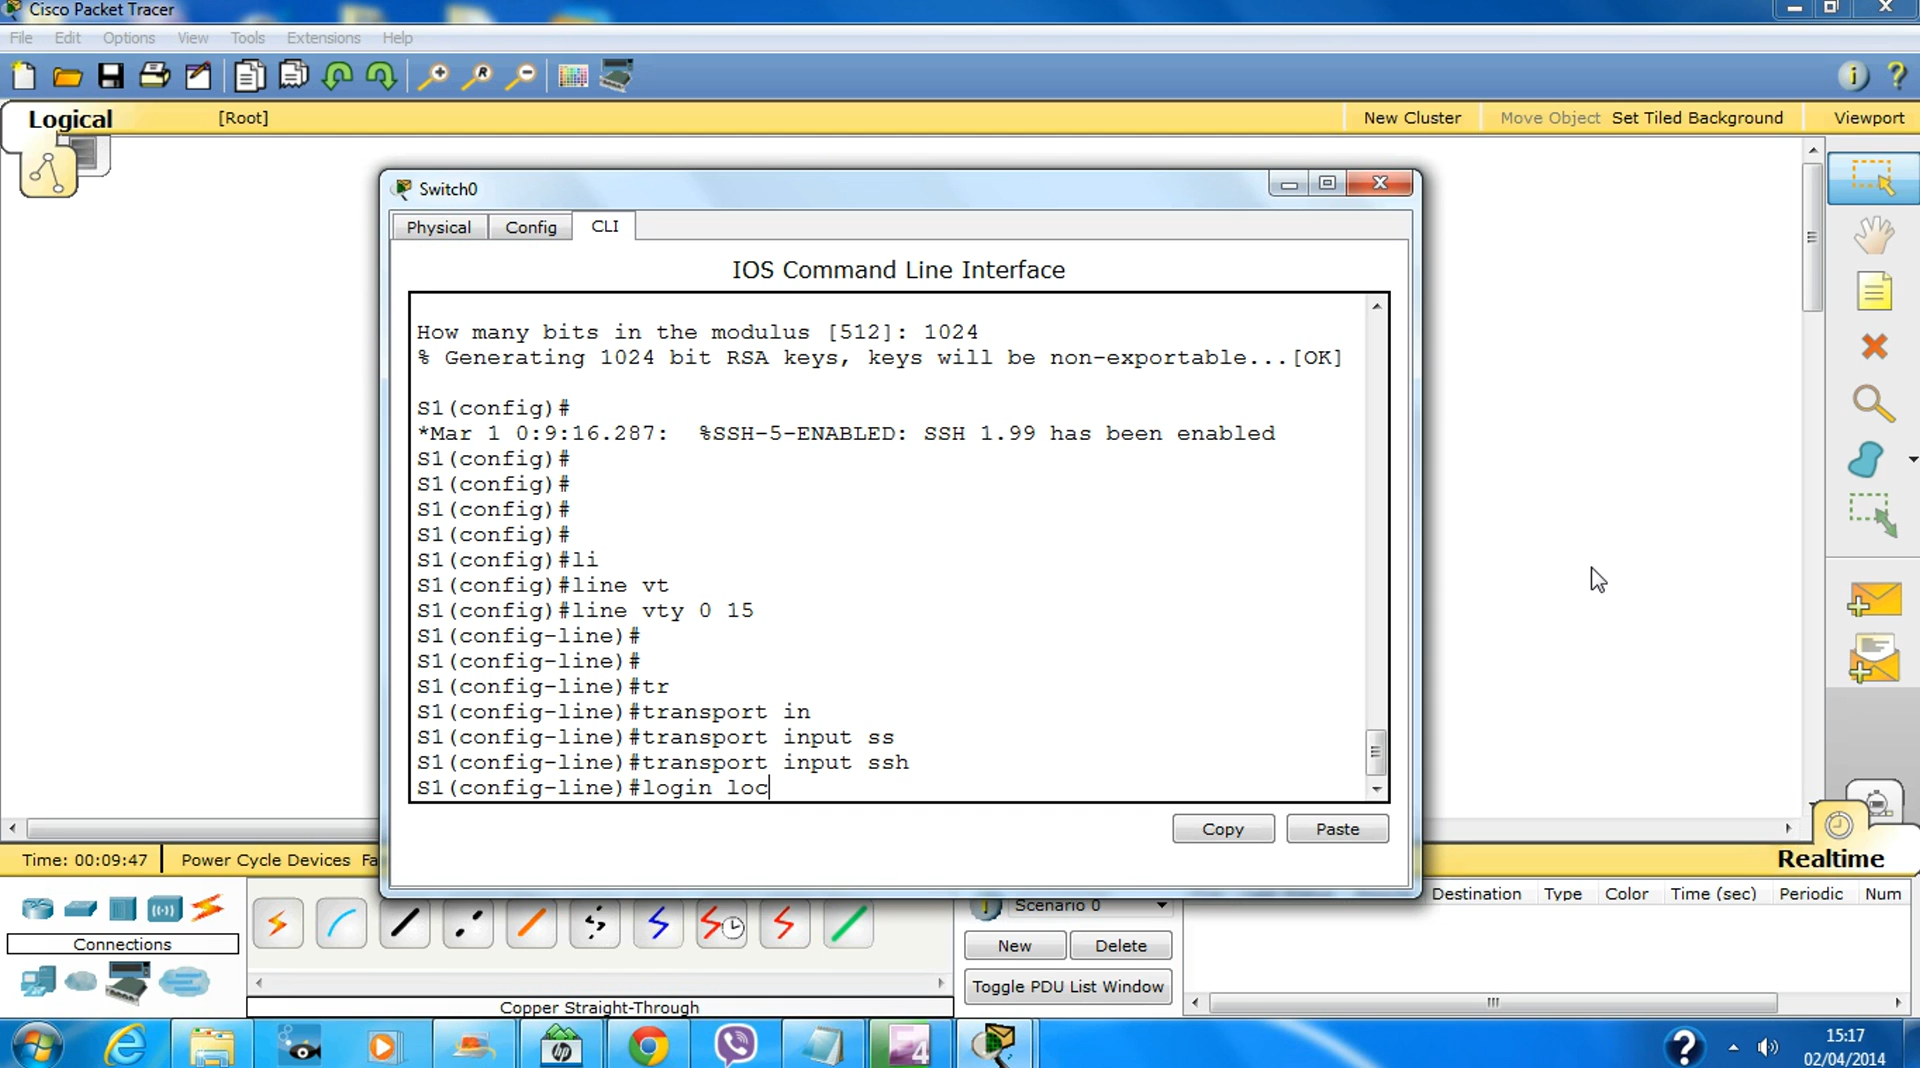 Cisco Packet Tracer
File Edit Options View Tools Extensions Help
Logical [Root] New Cluster Move Object Set Tiled Background Viewport
Switch0
Physical Config CLI
IOS Command Line Interface
How many bits in the modulus [512]: 1024
% Generating 1024 bit RSA keys, keys will be non-exportable...[OK]
S1(config)#
*Mar 1 0:9:16.287:  %SSH-5-ENABLED: SSH 1.99 has been enabled
S1(config)#
S1(config)#
S1(config)#
S1(config)#
S1(config)#li
S1(config)#line vt
S1(config)#line vty 0 15
S1(config-line)#
S1(config-line)#
S1(config-line)#tr
S1(config-line)#transport in
S1(config-line)#transport input ss
S1(config-line)#transport input ssh
S1(config-line)#login loc
Copy Paste
Time: 00:09:47 Power Cycle Devices Fa Realtime
Scenario 0 Destination Type Color Time (sec) Periodic Num
Connections New Delete
Toggle PDU List Window
Copper Straight-Through
15:17
02/04/2014